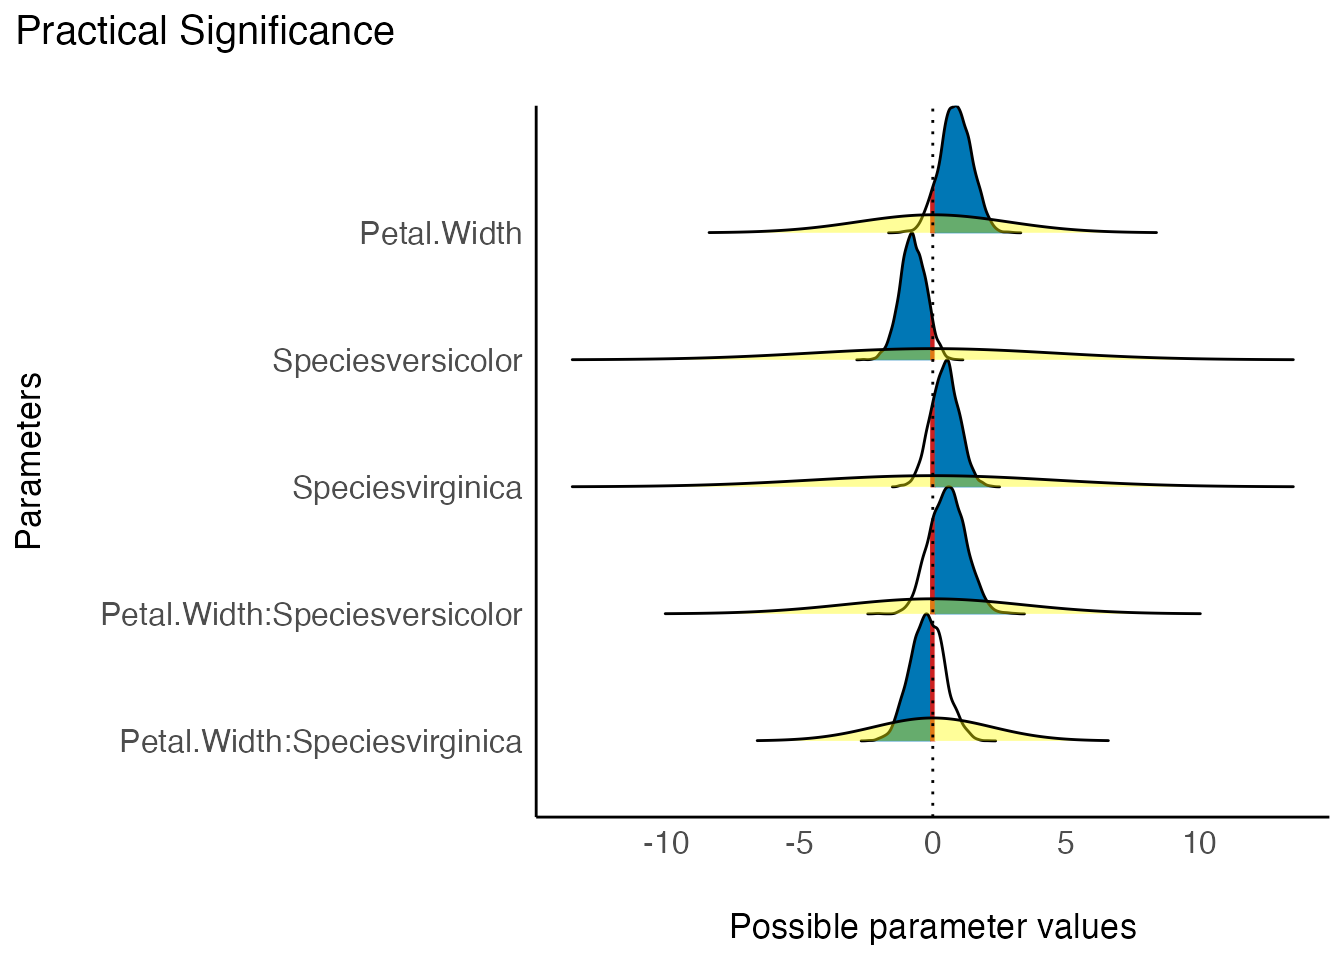 Practical Significance
Petal.Width
Speciesversicolor
Speciesvirginica
Petal.Width:Speciesversicolor
Petal.Width:Speciesvirginica
Parameters
-10 -5 0 5 10
Possible parameter values